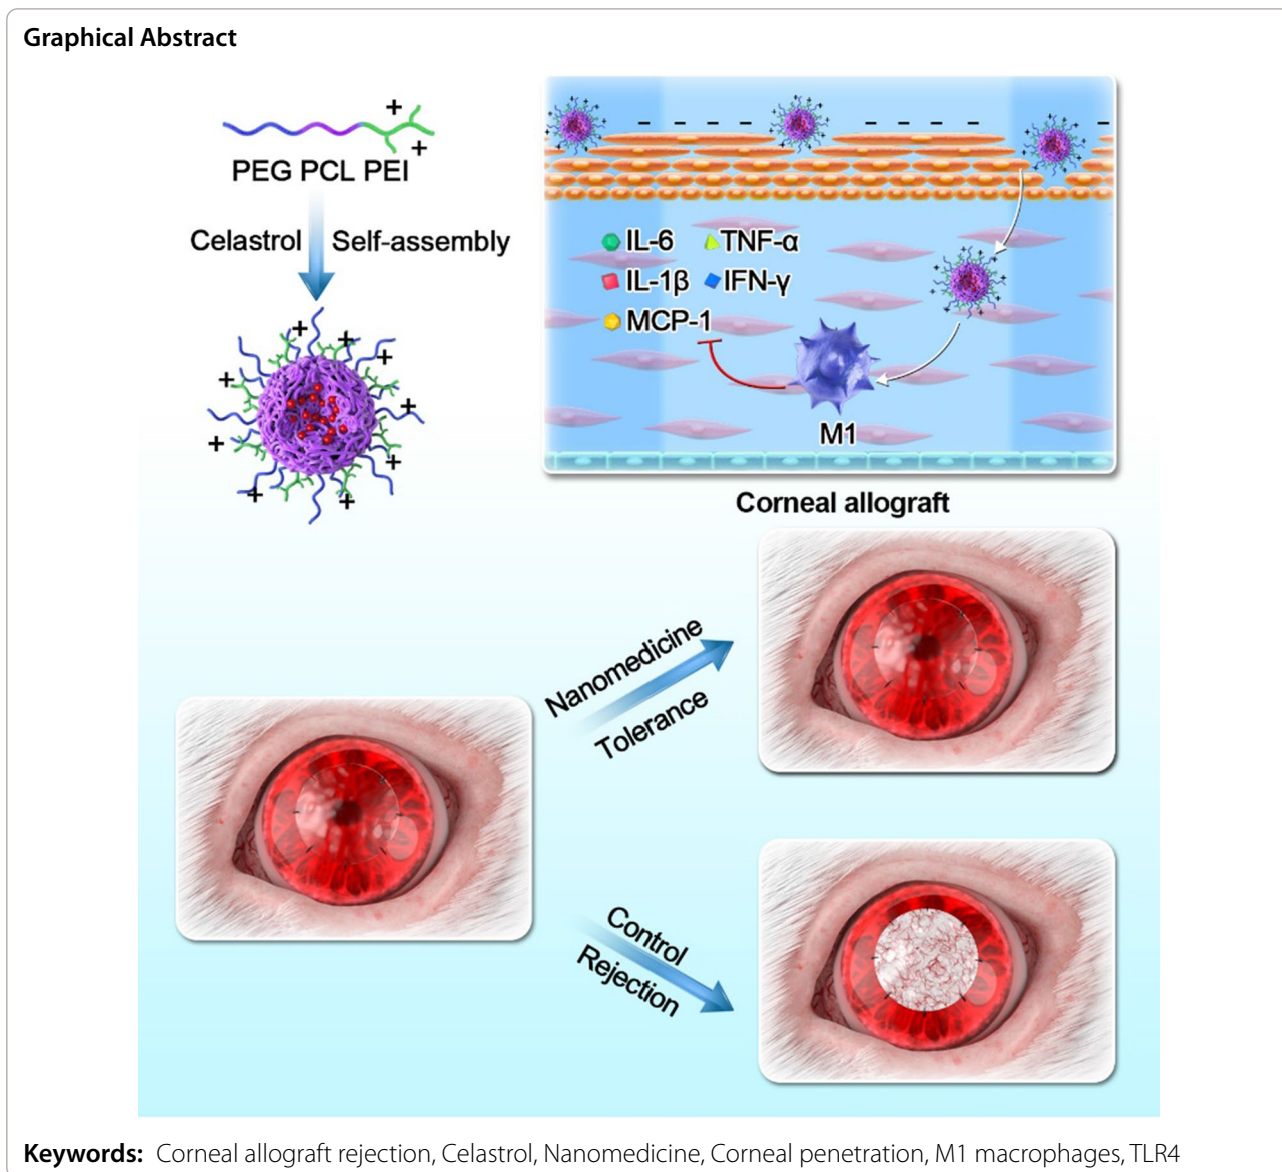 Graphical Abstract
PEG PCL PEI
Celastrol Self-assembly
IL-6 TNF-α
IL-1β IFN-γ
MCP-1
M1
Corneal allograft
Nanomedicine
Tolerance
Control
Rejection
Keywords: Corneal allograft rejection, Celastrol, Nanomedicine, Corneal penetration, M1 macrophages, TLR4